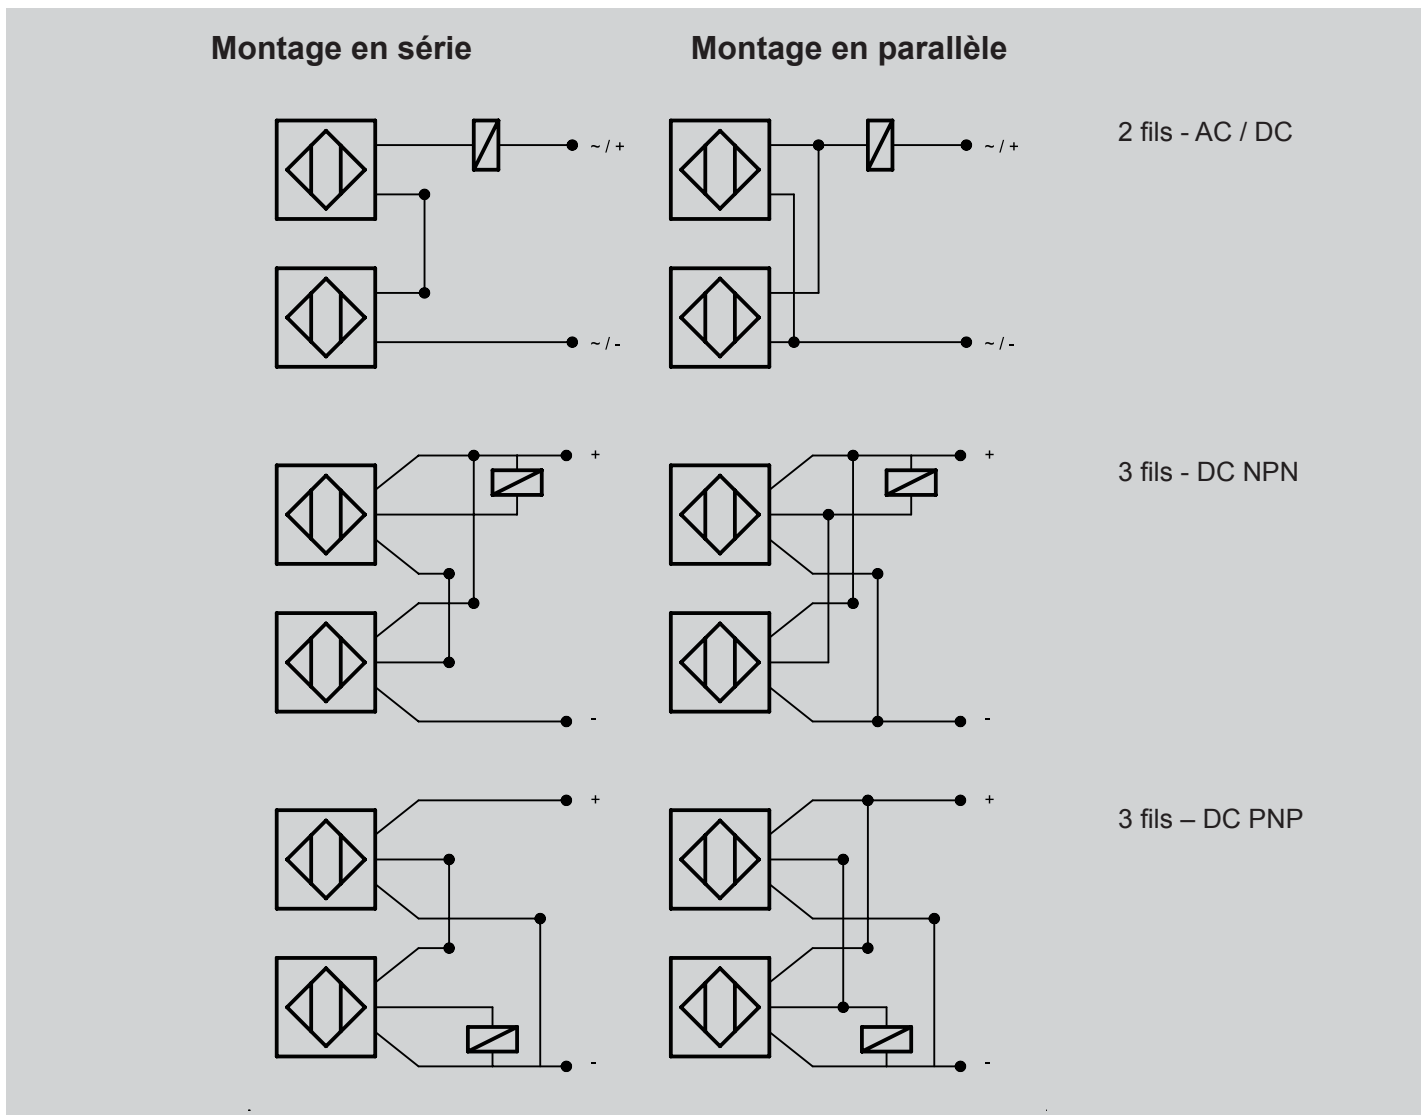 Montage en série
Montage en parallèle
~ / +
~ / +
2 fils - AC / DC
~ / -
~ / -
+
+
3 fils - DC NPN
-
-
+
+
3 fils – DC PNP
-
-